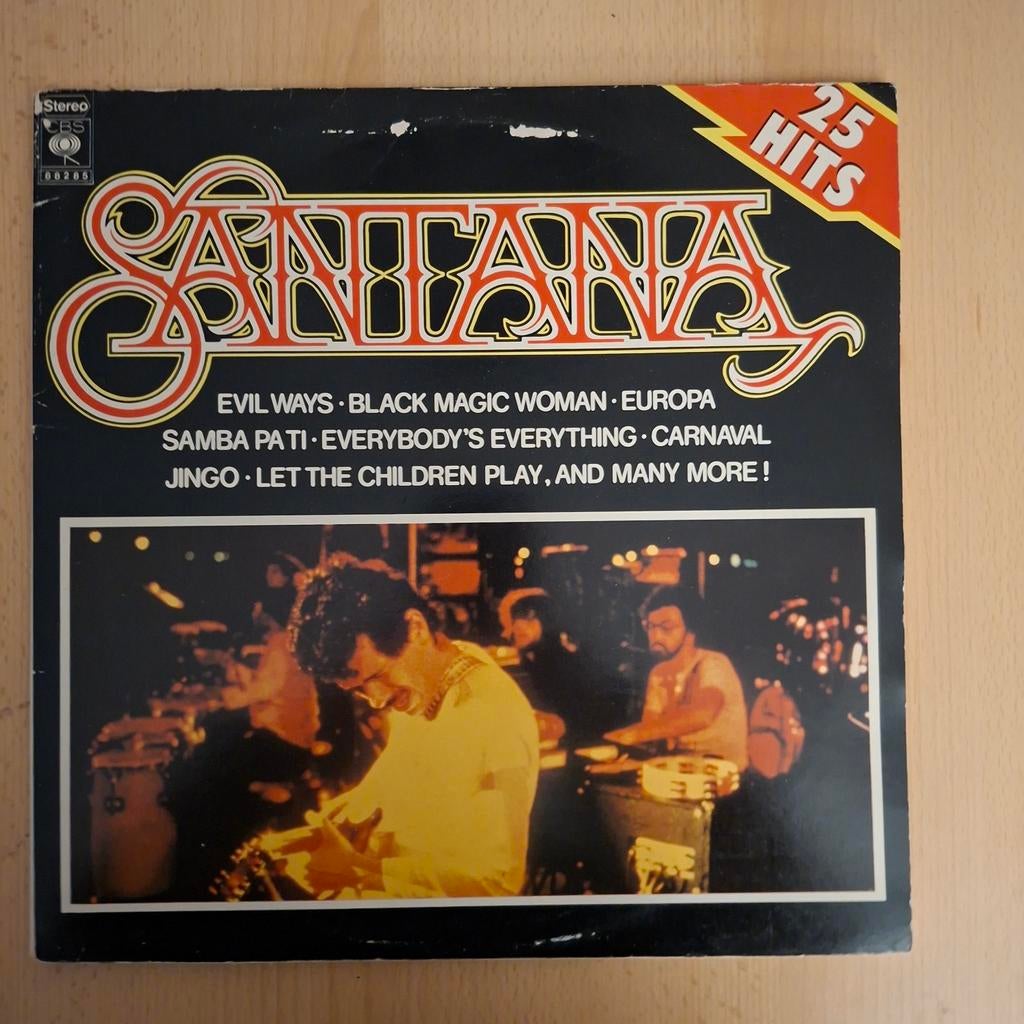 Stereo
CBS
R
88285
25
HITS
SANTANA
EVIL WAYS · BLACK MAGIC WOMAN · EUROPA
SAMBA PA TI · EVERYBODY'S EVERYTHING · CARNAVAL
JINGO · LET THE CHILDREN PLAY, AND MANY MORE!